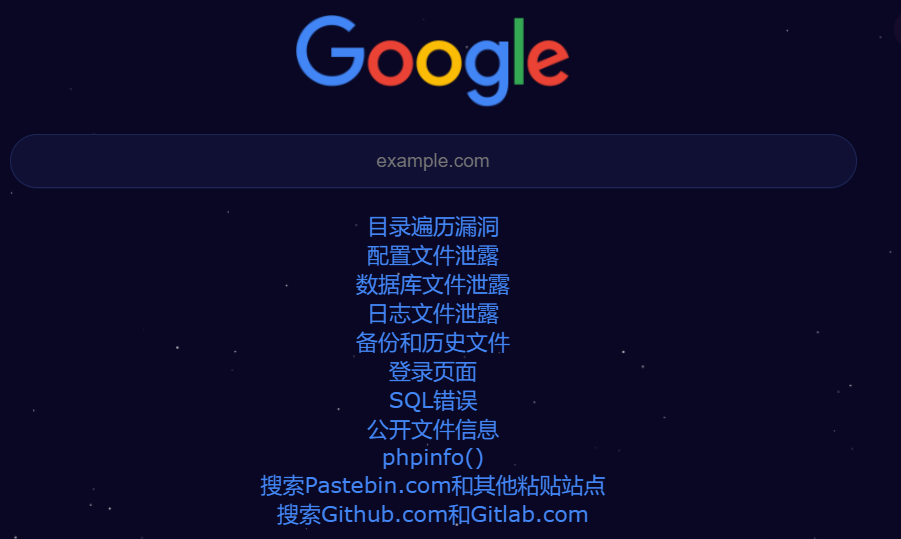 Google
example.com
目录遍历漏洞
配置文件泄露
数据库文件泄露
日志文件泄露
备份和历史文件
登录页面
SQL错误
公开文件信息
phpinfo()
搜索Pastebin.com和其他粘贴站点
搜索Github.com和Gitlab.com